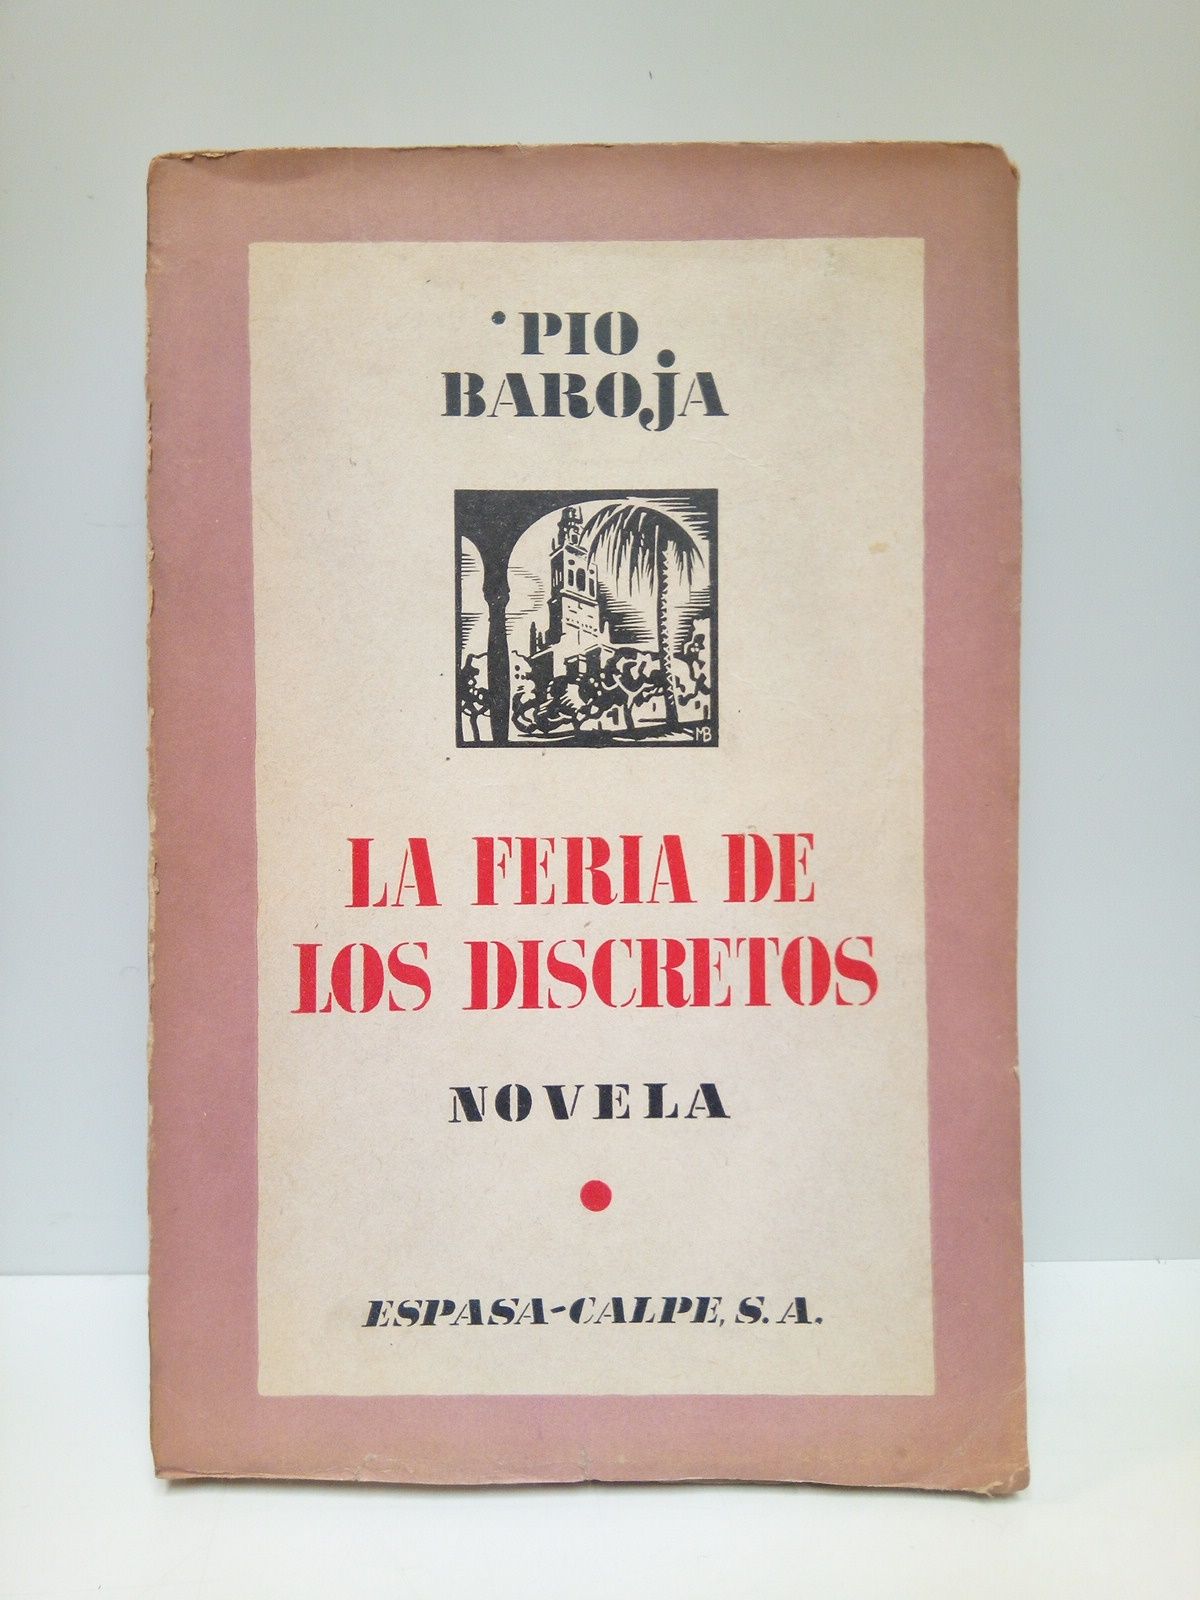 PIO
BAROJA
MB
LA FERIA DE
LOS DISCRETOS
NOVELA
ESPASA-CALPE, S. A.